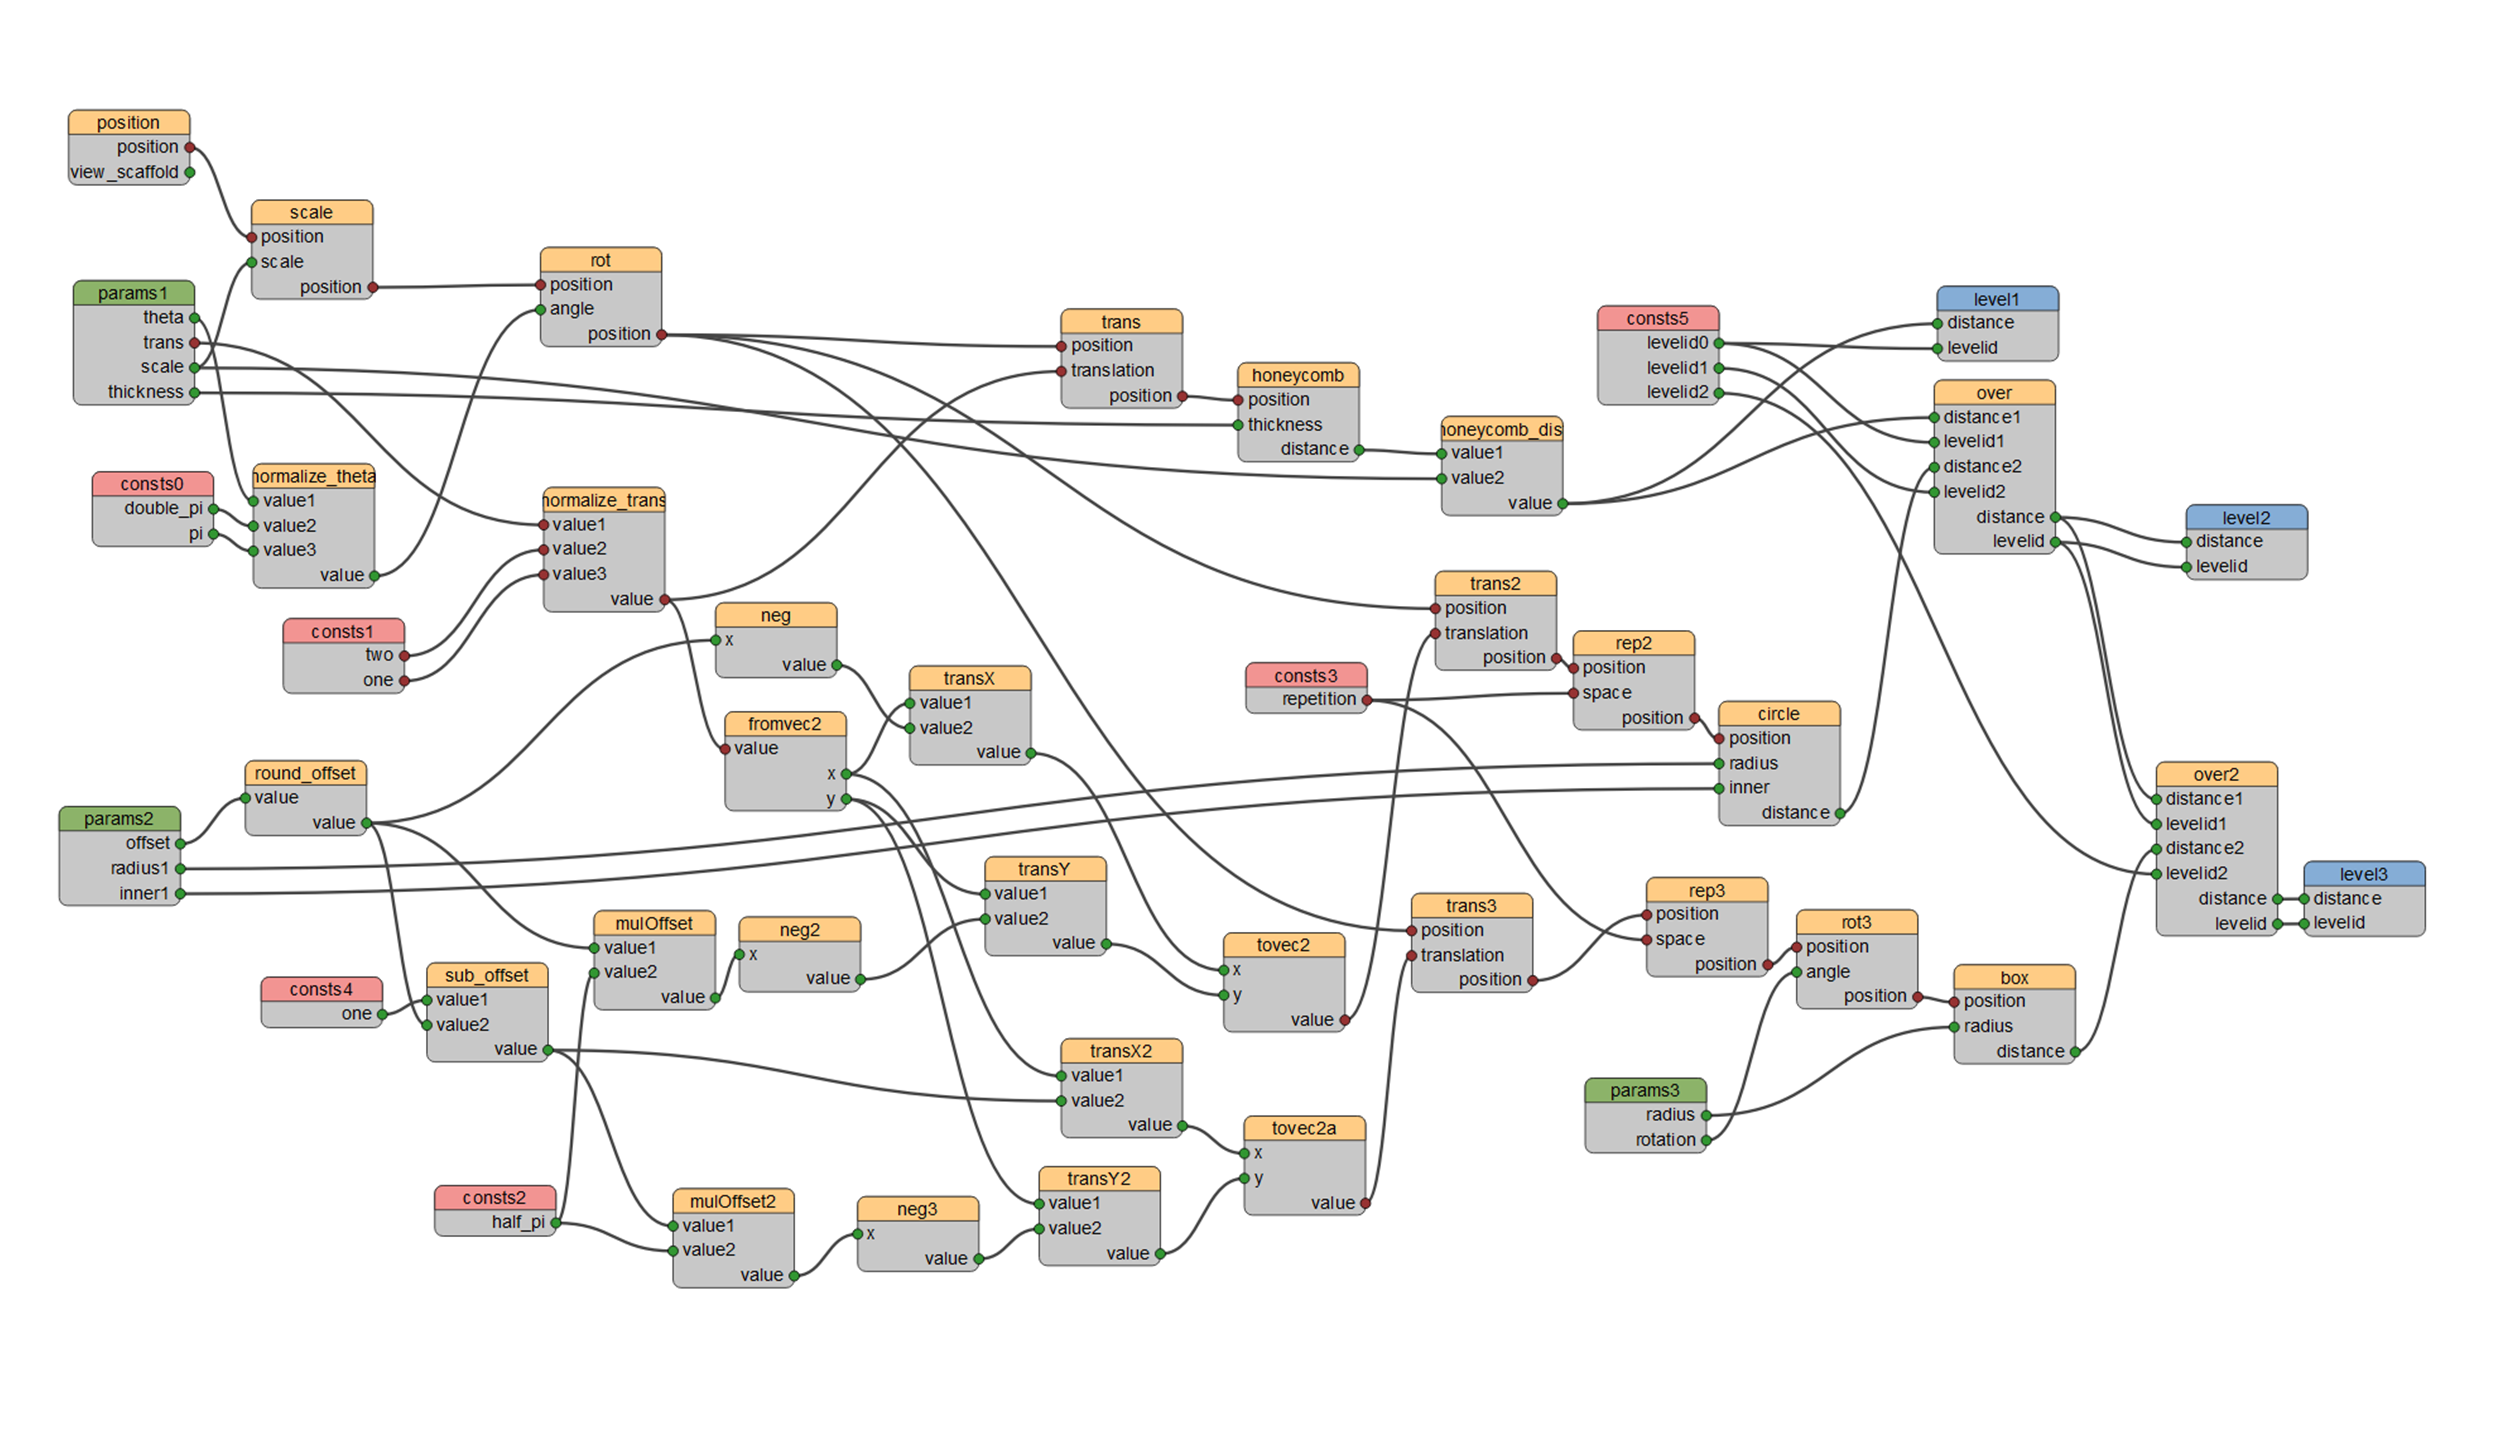 position
position
view_scaffold
scale
position
scale
position
params1
theta
trans
scale
thickness
rot
position
angle
position
consts0
double_pi
pi
normalize_theta
value1
value2
value3
value
normalize_trans
value1
value2
value3
value
consts1
two
one
trans
position
translation
position
honeycomb
position
thickness
distance
honeycomb_dis
value1
value2
value
consts5
levelid0
levelid1
levelid2
level1
distance
levelid
over
distance1
levelid1
distance2
levelid2
distance
levelid
level2
distance
levelid
neg
x
value
transX
value1
value2
value
fromvec2
value
x
y
trans2
position
translation
position
consts3
repetition
rep2
position
space
position
circle
position
radius
inner
distance
round_offset
value
value
params2
offset
radius1
inner1
over2
distance1
levelid1
distance2
levelid2
distance
levelid
level3
distance
levelid
transY
value1
value2
value
mulOffset
value1
value2
value
neg2
x
value
consts4
one
sub_offset
value1
value2
value
tovec2
x
y
value
trans3
position
translation
position
rep3
position
space
position
rot3
position
angle
position
box
position
radius
distance
transX2
value1
value2
value
params3
radius
rotation
tovec2a
x
y
value
transY2
value1
value2
value
consts2
half_pi
mulOffset2
value1
value2
value
neg3
x
value